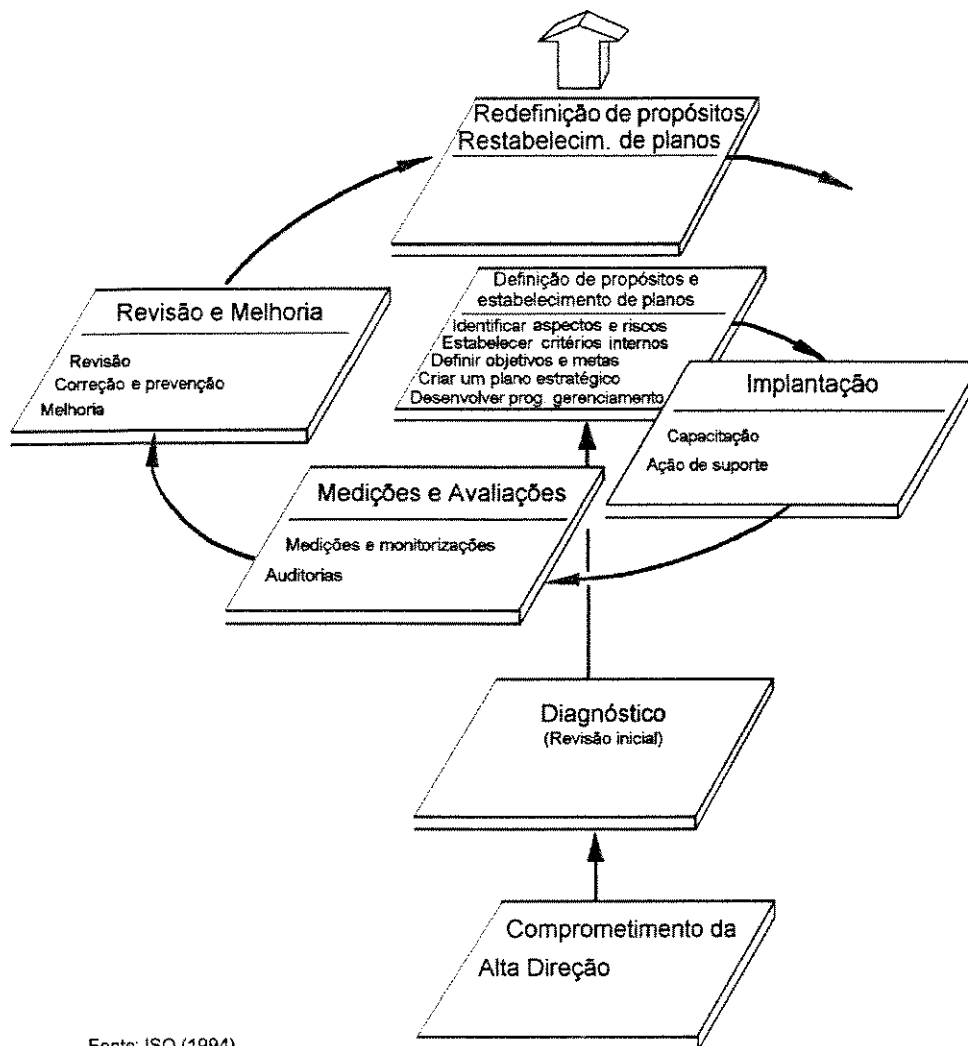 Redefinição de propósitos
Restabelecim. de planos
Revisão e Melhoria
Revisão
Correção e prevenção
Melhoria
Definição de propósitos e
estabelecimento de planos
Identificar aspectos e riscos
Estabelecer critérios internos
Definir objetivos e metas
Criar um plano estratégico
Desenvolver prog. gerenciamento
Implantação
Capacitação
Ação de suporte
Medições e Avaliações
Medições e monitorizações
Auditorias
Diagnóstico
(Revisão inicial)
Comprometimento da
Alta Direção
Fonte: ISO (1994)